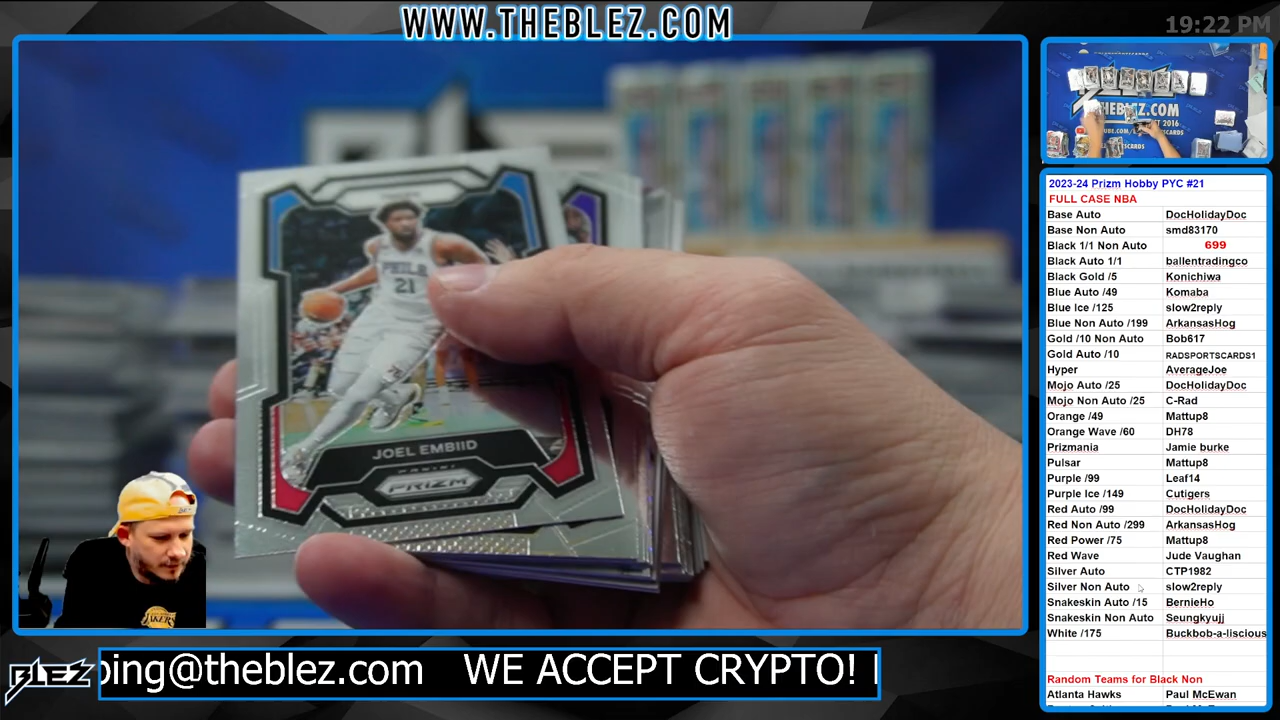 WWW.THEBLEZ.COM
19:22 PM
PRIZM
PHILA
21
JOEL EMBIID
PANINI
PRIZM
LAKERS
THEBLEZ.COM
2016
2023-24 Prizm Hobby PYC #21
FULL CASE NBA
Base Auto DocHolidayDoc
Base Non Auto smd83170
Black 1/1 Non Auto 699
Black Auto 1/1 ballentradingco
Black Gold /5 Konichiwa
Blue Auto /49 Komaba
Blue ice /125 slow2reply
Blue Non Auto /199 ArkansasHog
Gold /10 Non Auto Bob617
Gold Auto /10 RADSPORTSCARDS1
Hyper AverageJoe
Mojo Auto /25 DocHolidayDoc
Mojo Non Auto /25 C-Rad
Orange /49 Mattup8
Orange Wave /60 DH78
Prizmania Jamie burke
Pulsar Mattup8
Purple /99 Leaf14
Purple Ice /149 Cutigers
Red Auto /99 DocHolidayDoc
Red Non Auto /299 ArkansasHog
Red Power /75 Mattup8
Red Wave Jude Vaughan
Silver Auto CTP1982
Silver Non Auto slow2reply
Snakeskin Auto /15 BernieHo
Snakeskin Non Auto Seungkyujj
White /175 Buckbob-a-liscious
Random Teams for Black Non
Atlanta Hawks Paul McEwan
BLEZ
ping@theblez.com WE ACCEPT CRYPTO!